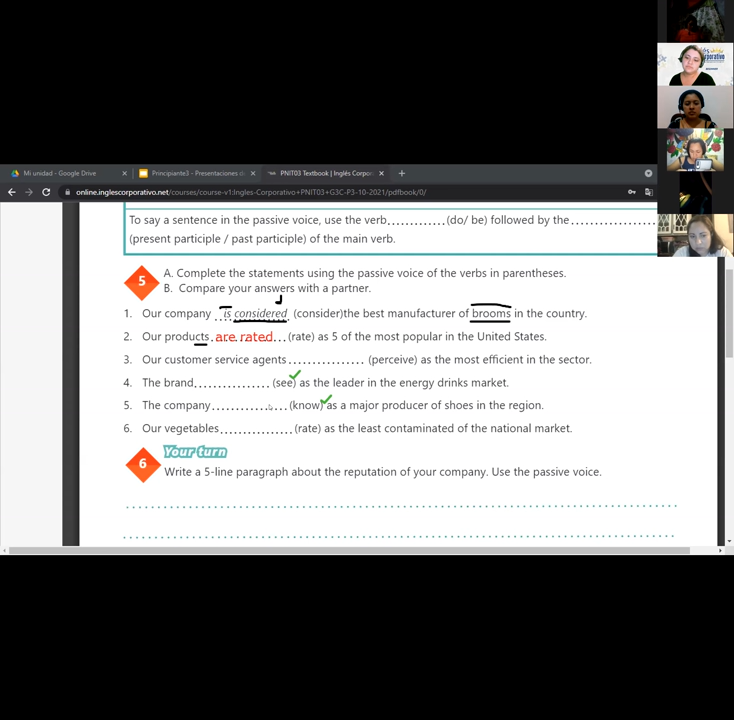 Mi unidad - Google Drive
Principiante3 - Presentaciones d
PNIT03 Textbook | Inglés Corpor
online.inglescorporativo.net/courses/course-v1:Ingles-Corporativo+PNIT03+G3C-P3-10-2021/pdfbook/0/
To say a sentence in the passive voice, use the verb.............(do/ be) followed by the ..................
(present participle / past participle) of the main verb.
5
A. Complete the statements using the passive voice of the verbs in parentheses.
B. Compare your answers with a partner.
1. Our company is considered (consider)the best manufacturer of brooms in the country.
2. Our products are rated (rate) as 5 of the most popular in the United States.
3. Our customer service agents ................ (perceive) as the most efficient in the sector.
4. The brand................ (see) as the leader in the energy drinks market.
5. The company ................ (know) as a major producer of shoes in the region.
6. Our vegetables ................ (rate) as the least contaminated of the national market.
6
Your turn
Write a 5-line paragraph about the reputation of your company. Use the passive voice.